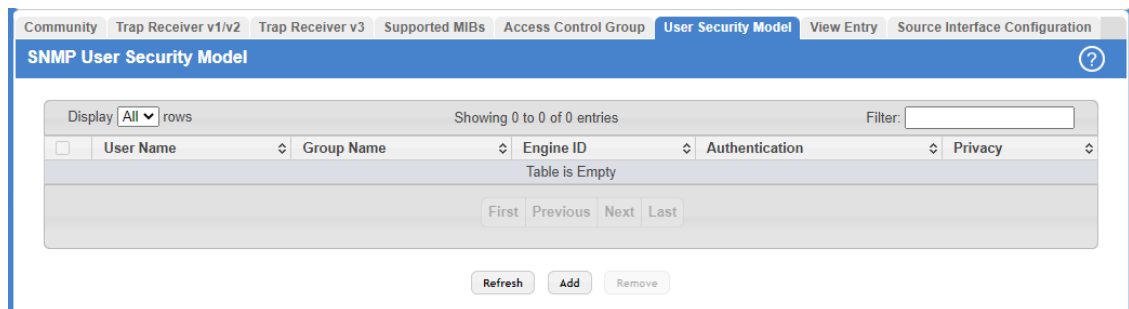 Community Trap Receiver v1/v2 Trap Receiver v3 Supported MIBs Access Control Group User Security Model View Entry Source Interface Configuration
SNMP User Security Model ?
Display All rows Showing 0 to 0 of 0 entries Filter:
User Name Group Name Engine ID Authentication Privacy
Table is Empty
First Previous Next Last
Refresh Add Remove